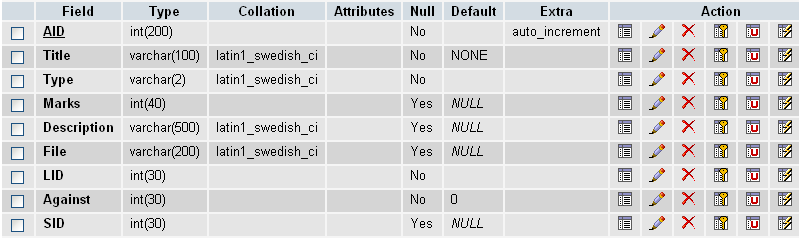 Field Type Collation Attributes Null Default Extra Action
AID int(200) No auto_increment
Title varchar(100) latin1_swedish_ci No NONE
Type varchar(2) latin1_swedish_ci No
Marks int(40) Yes NULL
Description varchar(500) latin1_swedish_ci Yes NULL
File varchar(200) latin1_swedish_ci Yes NULL
LID int(30) No
Against int(30) No 0
SID int(30) Yes NULL